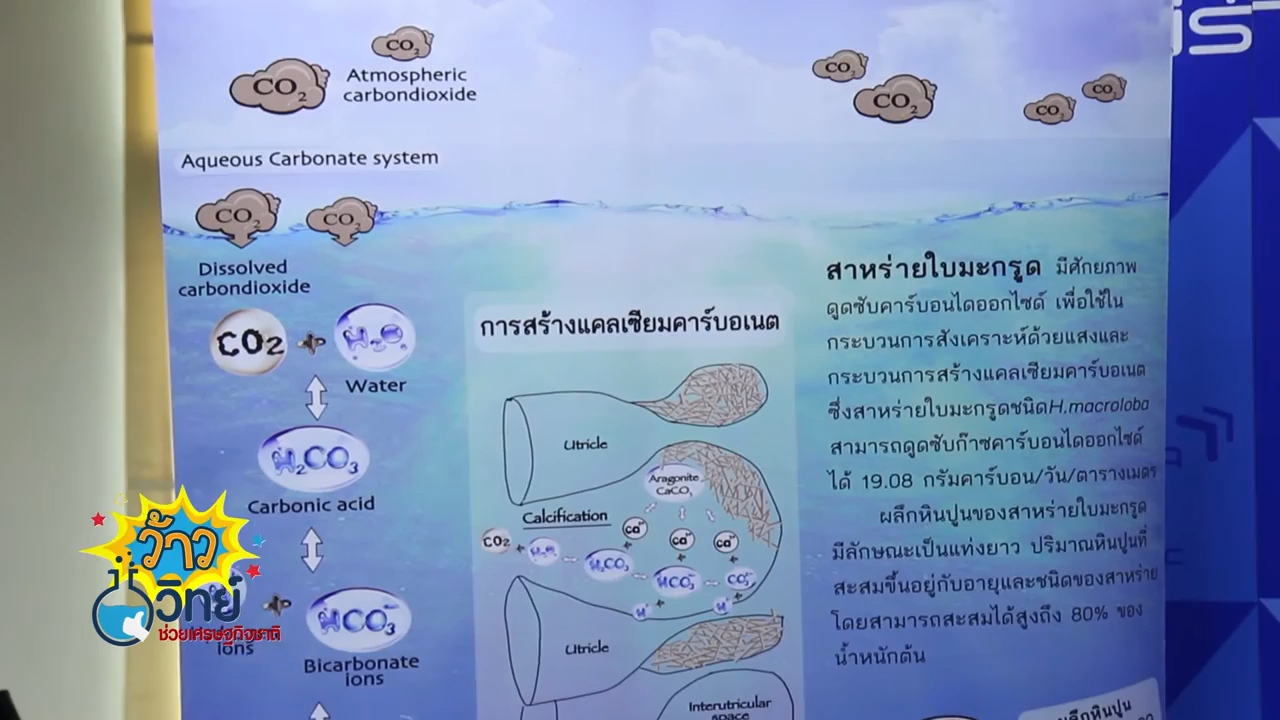 CO2
Atmospheric
carbondioxide
CO2
CO2
CO2
CO2
CO2
Aqueous Carbonate system
CO2
CO2
Dissolved
carbondioxide
CO2 + H2O
Water
H2CO3
Carbonic acid
+ HCO3-
ions
Bicarbonate
ions
การสร้างแคลเซียมคาร์บอเนต
Utricle
Aragonite
CaCO3
Calcification
Ca++
Ca++
Ca++
CO2 + H2O
H2CO3
HCO3-
CO3--
H+
H+
Utricle
Interutricular
space
สาหร่ายใบมะกรูด มีศักยภาพ
ดูดซับคาร์บอนไดออกไซด์ เพื่อใช้ใน
กระบวนการสังเคราะห์ด้วยแสงและ
กระบวนการสร้างแคลเซียมคาร์บอเนต
ซึ่งสาหร่ายใบมะกรูดชนิดH.macroloba
สามารถดูดซับก๊าซคาร์บอนไดออกไซด์
ได้ 19.08 กรัมคาร์บอน/วัน/ตารางเมตร
ผลึกหินปูนของสาหร่ายใบมะกรูด
มีลักษณะเป็นแท่งยาว ปริมาณหินปูนที่
สะสมขึ้นอยู่กับอายุและชนิดของสาหร่าย
โดยสามารถสะสมได้สูงถึง 80% ของ
น้ำหนักต้น
ว้าว
วิทย์
ช่วยเศรษฐกิจชาติ